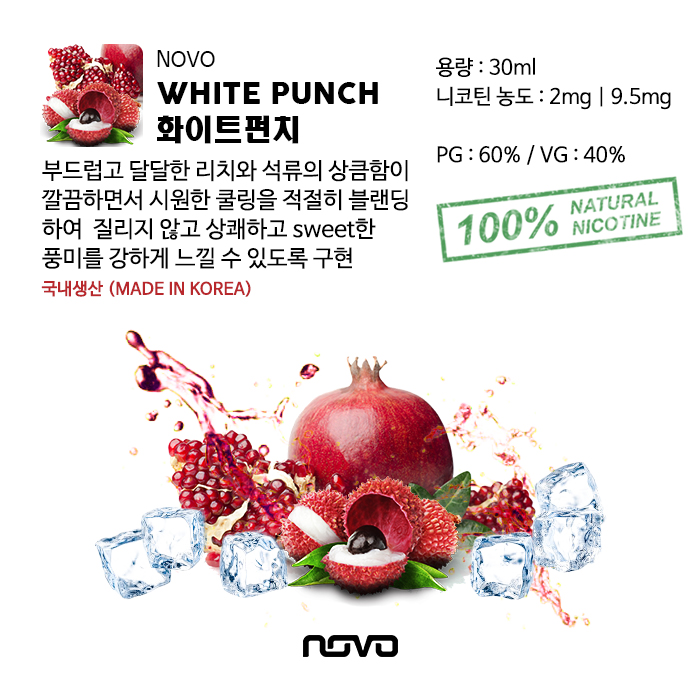 NOVO
WHITE PUNCH
화이트펀치
부드럽고 달달한 리치와 석류의 상큼함이
깔끔하면서 시원한 쿨링을 적절히 블랜딩
하여 질리지 않고 상쾌하고 sweet한
풍미를 강하게 느낄 수 있도록 구현
국내생산 (MADE IN KOREA)
용량 : 30ml
니코틴 농도 : 2mg | 9.5mg
PG : 60% / VG : 40%
100% NATURAL
NICOTINE
novo